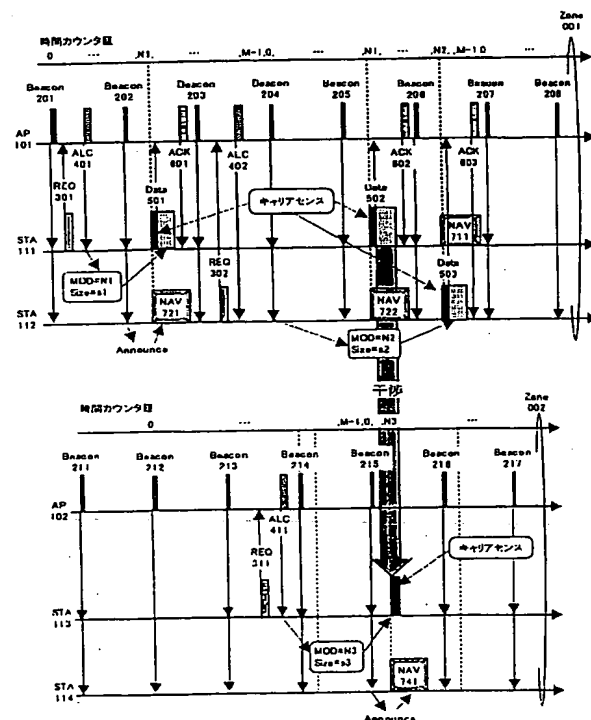 Zone
001
時間カウンタ値
0 ... ,N1, ... ,M-1,0, ... ,N1, ... ,N2, ,M-1,0 ...
Beacon
201
Beacon
202
Beacon
203
Beacon
204
Beacon
205
Beacon
206
Beacon
207
Beacon
208
AP
101
ALC
401
ACK
601
ALC
402
ACK
602
ACK
603
REQ
301
Data
501
キャリアセンス
Data
502
NAV
711
STA
111
MOD=N1
Size=s1
REQ
302
Data
503
NAV
721
NAV
722
STA
112
MOD=N2
Size=s2
Announce
干渉
Zone
002
時間カウンタ値
0 ... ,M-1,0, ,N3 ...
Beacon
211
Beacon
212
Beacon
213
Beacon
214
Beacon
215
Beacon
216
Beacon
217
AP
102
ALC
411
REQ
311
キャリアセンス
STA
113
MOD=N3
Size=s3
NAV
741
STA
114
Announce